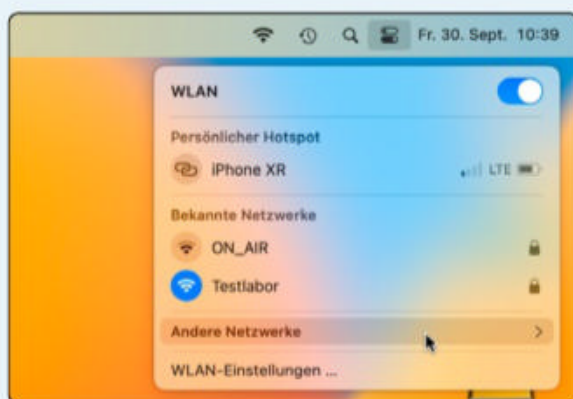 Fr. 30. Sept. 10:39
WLAN
Persönlicher Hotspot
iPhone XR LTE
Bekannte Netzwerke
ON_AIR
Testlabor
Andere Netzwerke
WLAN-Einstellungen ...